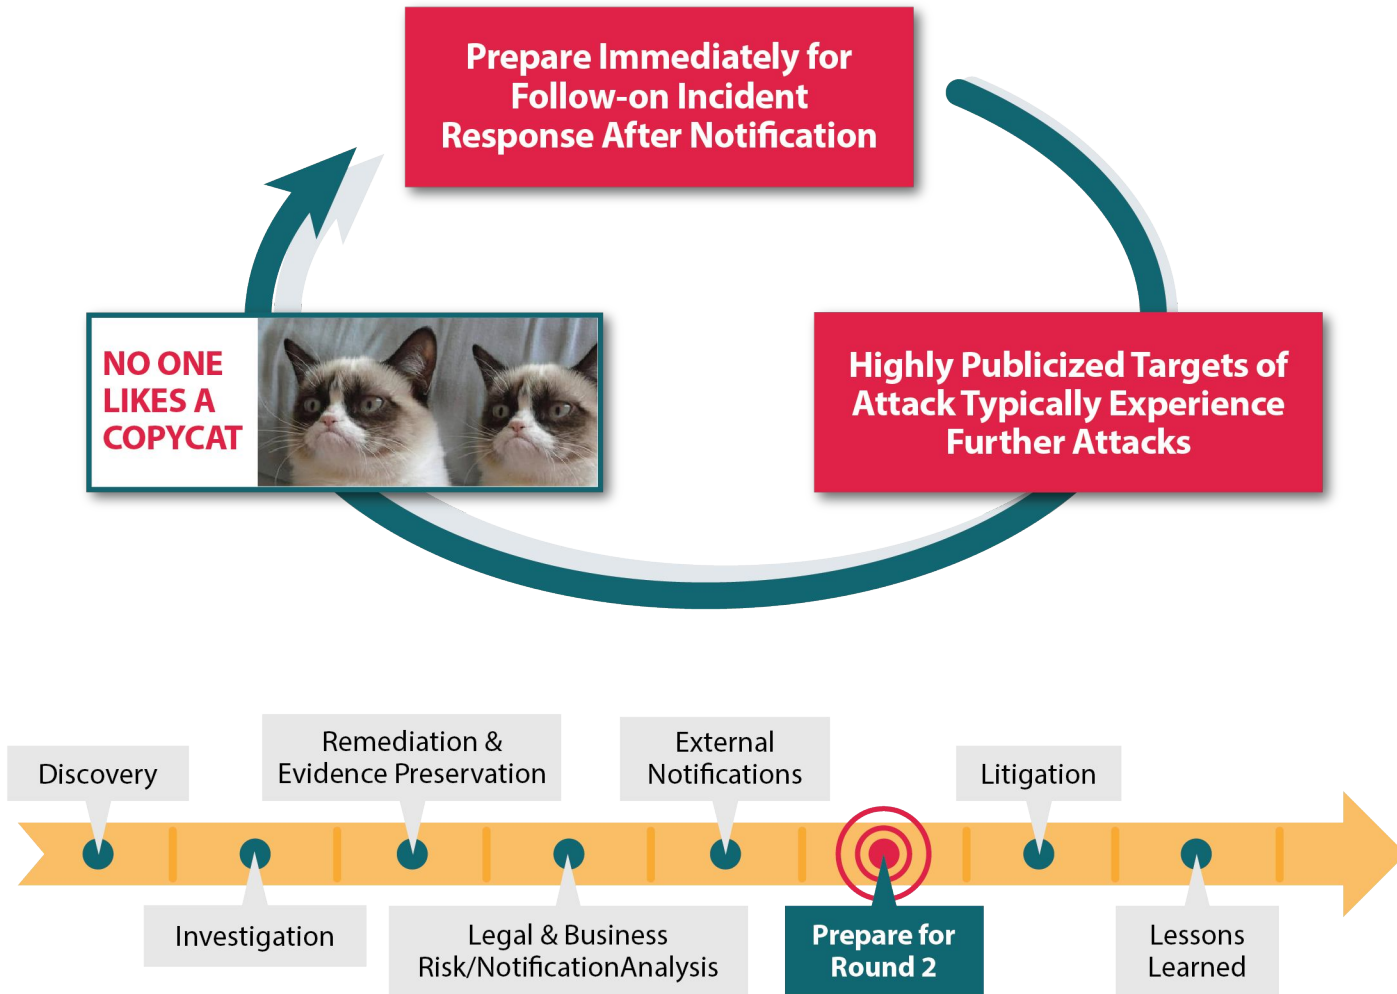 Prepare Immediately for
Follow-on Incident
Response After Notification
NO ONE
LIKES A
COPYCAT
Highly Publicized Targets of
Attack Typically Experience
Further Attacks
Discovery
Investigation
Remediation &
Evidence Preservation
Legal & Business
Risk/NotificationAnalysis
External
Notifications
Prepare for
Round 2
Litigation
Lessons
Learned